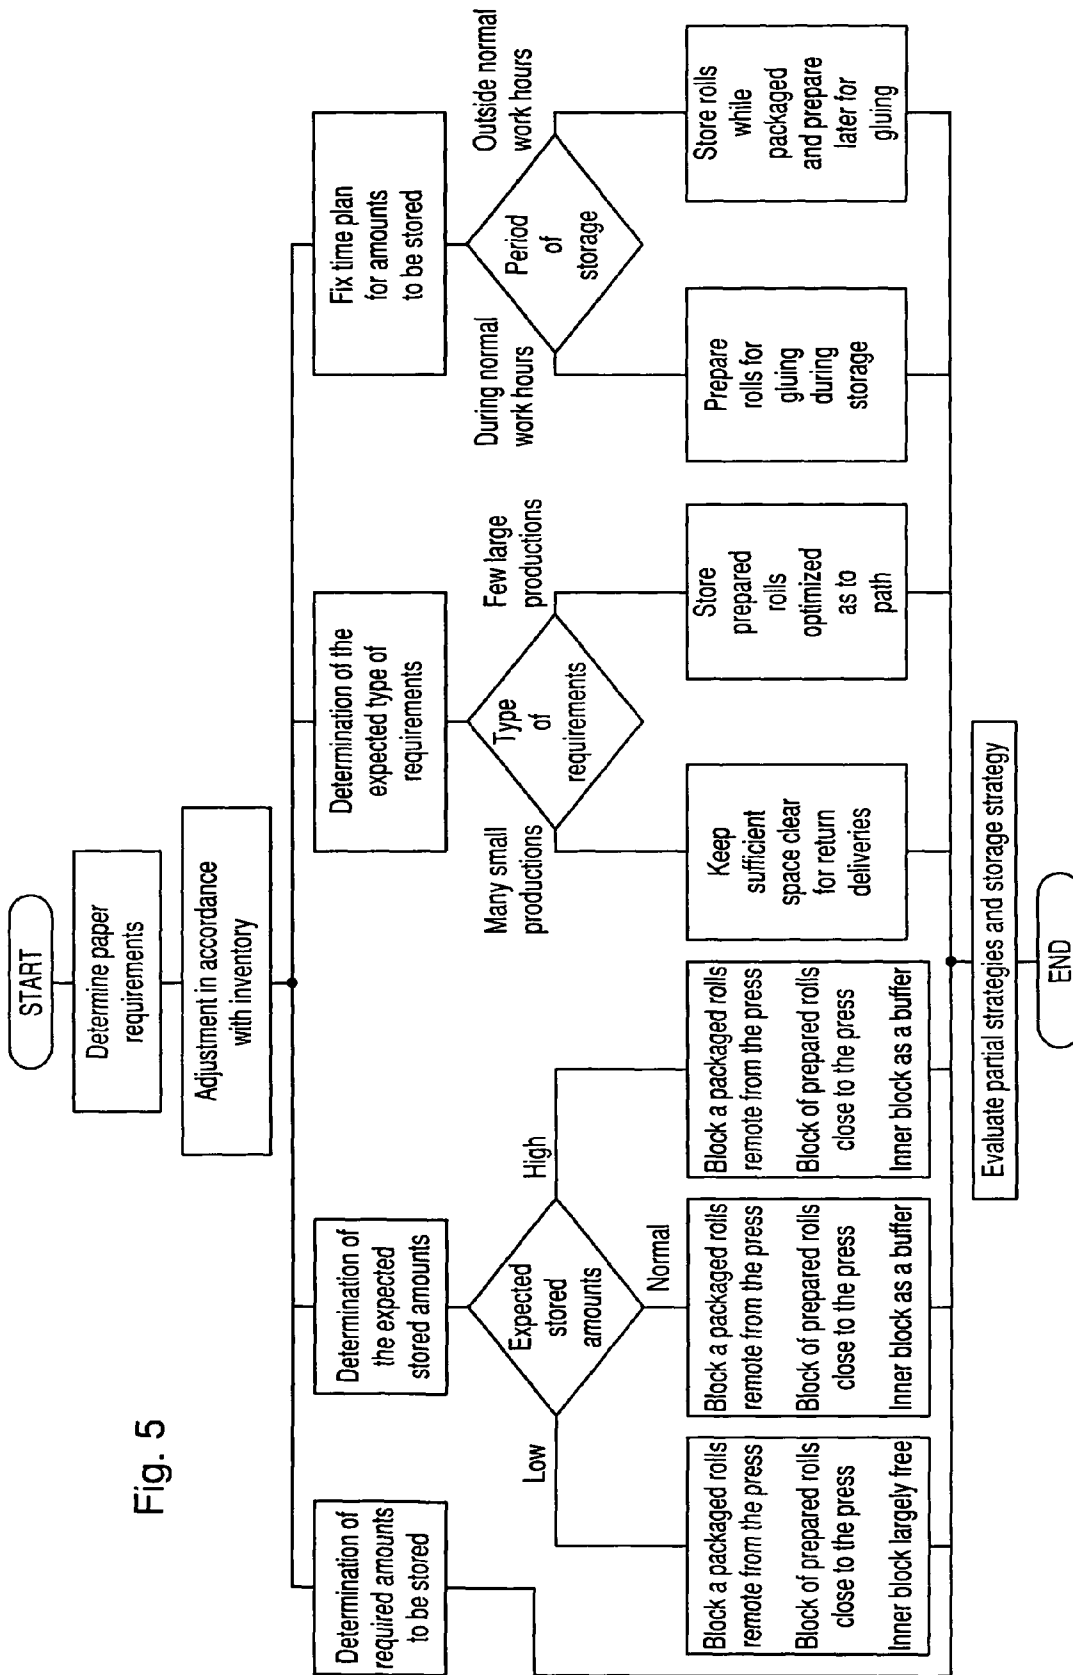 Fig. 5
START
Determine paper
requirements
Adjustment in accordance
with inventory
Determination of
required amounts
to be stored
Determination of
the expected
stored amounts
Expected
stored
amounts
Low
Normal
High
Block a packaged rolls
remote from the press
Block of prepared rolls
close to the press
Inner block largely free
Block a packaged rolls
remote from the press
Block of prepared rolls
close to the press
Inner block as a buffer
Block a packaged rolls
remote from the press
Block of prepared rolls
close to the press
Inner block as a buffer
Determination of the
expected type of
requirements
Type
of
requirements
Many small
productions
Few large
productions
Keep
sufficient
space clear
for return
deliveries
Store
prepared
rolls
optimized
as to
path
Fix time plan
for amounts
to be stored
Period
of
storage
During normal
work hours
Outside normal
work hours
Prepare
rolls for
gluing
during
storage
Store rolls
while
packaged
and prepare
later for
gluing
Evaluate partial strategies and storage strategy
END